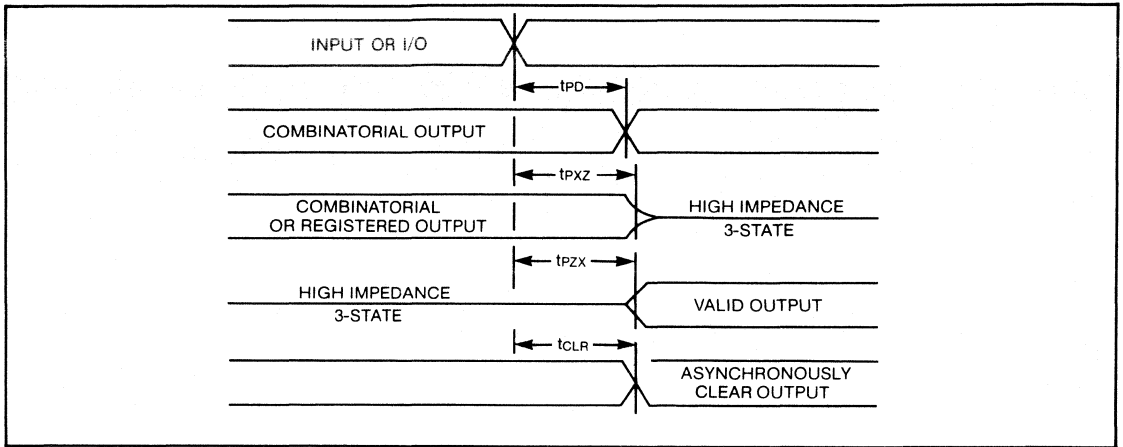 INPUT OR I/O
tPD
COMBINATORIAL OUTPUT
tPXZ
COMBINATORIAL
OR REGISTERED OUTPUT
HIGH IMPEDANCE
3-STATE
tPZX
HIGH IMPEDANCE
3-STATE
VALID OUTPUT
tCLR
ASYNCHRONOUSLY
CLEAR OUTPUT